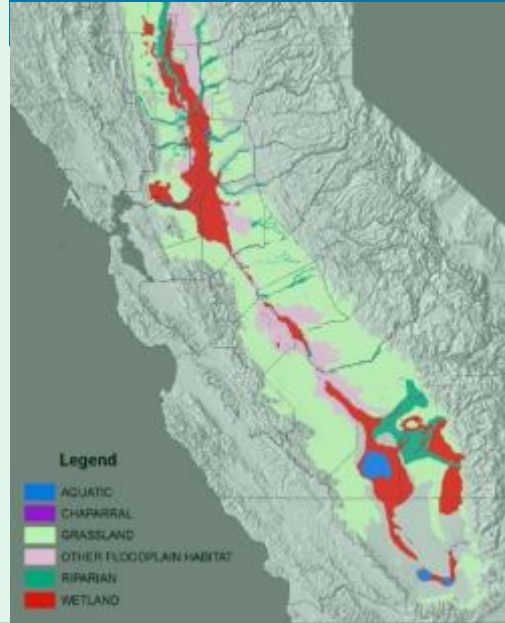 Legend
AQUATIC
CHAPARRAL
GRASSLAND
OTHER FLOODPLAIN HABITAT
RIPARIAN
WETLAND